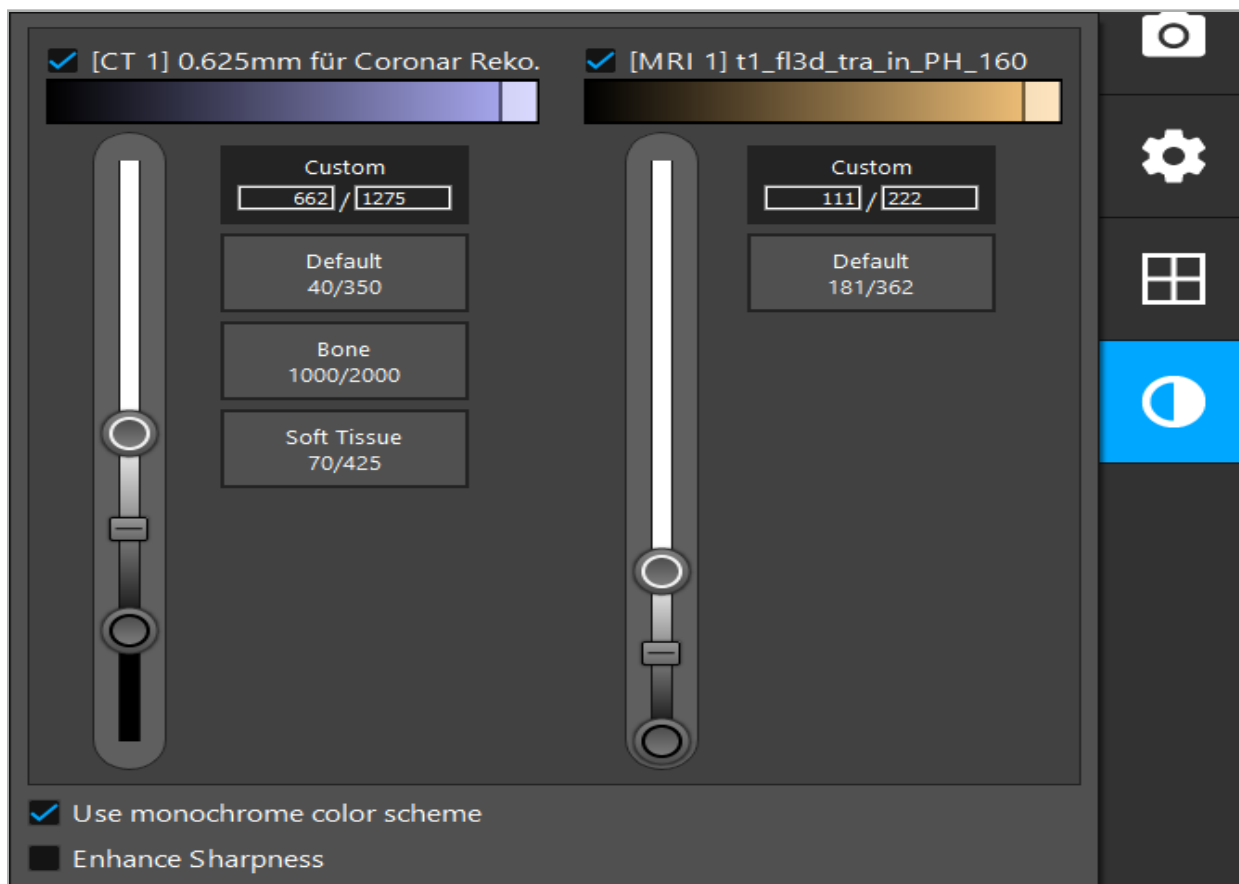 [CT 1] 0.625mm für Coronar Reko.
Custom
662 / 1275
Default
40/350
Bone
1000/2000
Soft Tissue
70/425
[MRI 1] t1_fl3d_tra_in_PH_160
Custom
111 / 222
Default
181/362
Use monochrome color scheme
Enhance Sharpness